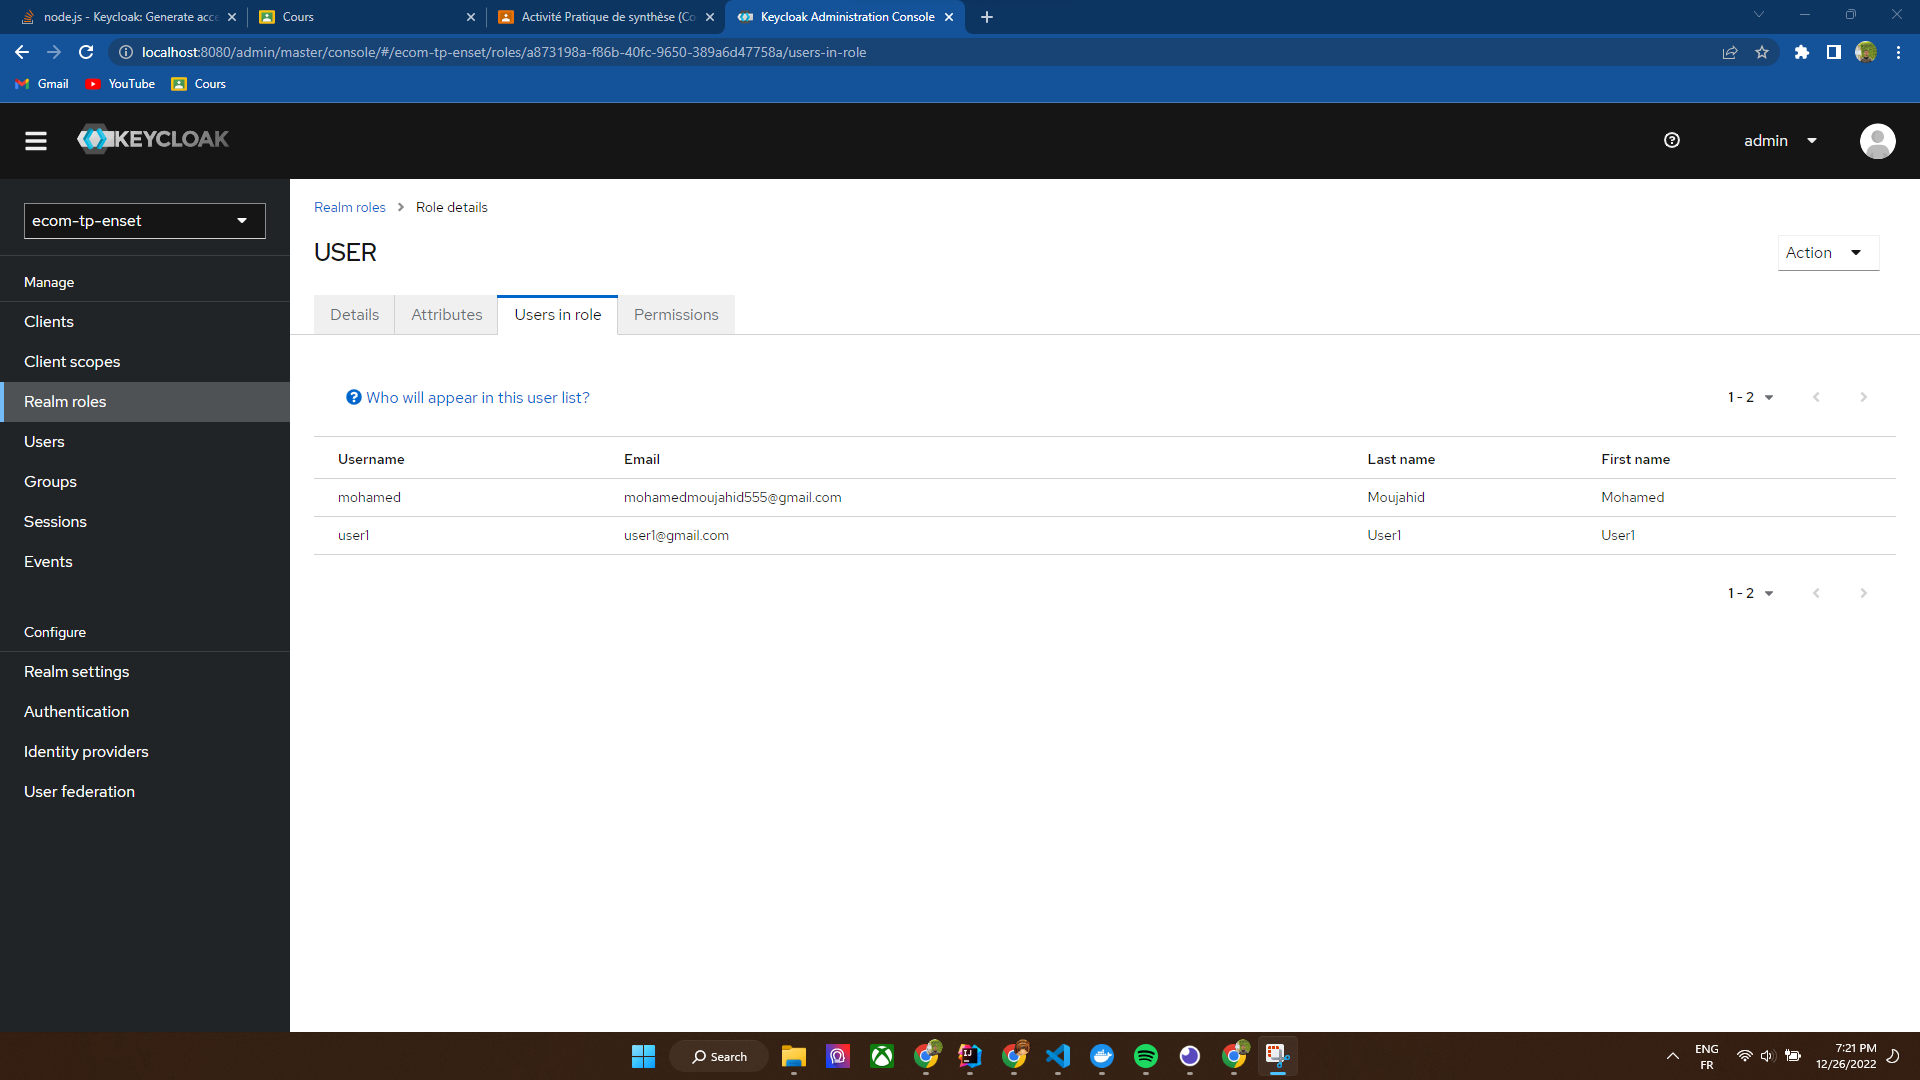 node.js - Keycloak: Generate acce
Cours
Activité Pratique de synthèse (Co
Keycloak Administration Console
localhost:8080/admin/master/console/#/ecom-tp-enset/roles/a873198a-f86b-40fc-9650-389a6d47758a/users-in-role
Gmail
YouTube
Cours
KEYCLOAK
admin
ecom-tp-enset
Manage
Clients
Client scopes
Realm roles
Users
Groups
Sessions
Events
Configure
Realm settings
Authentication
Identity providers
User federation
Realm roles > Role details
USER
Action
Details Attributes Users in role Permissions
Who will appear in this user list?
1 - 2
Username Email Last name First name
mohamed mohamedmoujahid555@gmail.com Moujahid Mohamed
user1 user1@gmail.com User1 User1
1 - 2
Search
ENG
FR
7:21 PM
12/26/2022